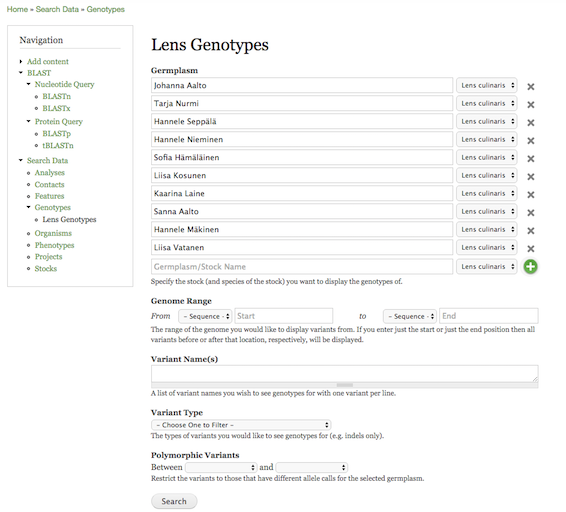 Home » Search Data » Genotypes
Navigation
Add content
BLAST
Nucleotide Query
BLASTn
BLASTx
Protein Query
BLASTp
tBLASTn
Search Data
Analyses
Contacts
Features
Genotypes
Lens Genotypes
Organisms
Phenotypes
Projects
Stocks
Lens Genotypes
Germplasm
Johanna Aalto Lens culinaris
Tarja Nurmi Lens culinaris
Hannele Seppälä Lens culinaris
Hannele Nieminen Lens culinaris
Sofia Hämäläinen Lens culinaris
Liisa Kosunen Lens culinaris
Kaarina Laine Lens culinaris
Sanna Aalto Lens culinaris
Hannele Mäkinen Lens culinaris
Liisa Vatanen Lens culinaris
Germplasm/Stock Name Lens culinaris
Specify the stock (and species of the stock) you want to display the genotypes of.
Genome Range
From - Sequence - Start to - Sequence - End
The range of the genome you would like to display variants from. If you enter just the start or just the end position then all
variants before or after that location, respectively, will be displayed.
Variant Name(s)
A list of variant names you wish to see genotypes for with one variant per line.
Variant Type
- Choose One to Filter -
The types of variants you would like to see genotypes for (e.g. indels only).
Polymorphic Variants
Between and
Restrict the variants to those that have different allele calls for the selected germplasm.
Search